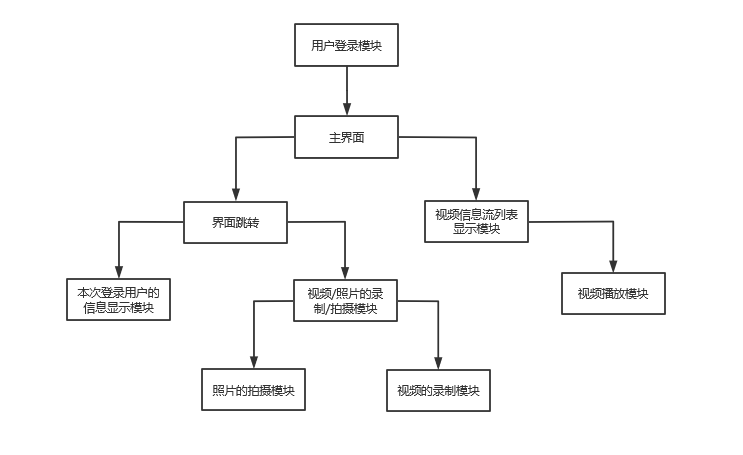 用户登录模块
主界面
界面跳转
视频信息流列表
显示模块
本次登录用户的
信息显示模块
视频/照片的录
制/拍摄模块
视频播放模块
照片的拍摄模块
视频的录制模块